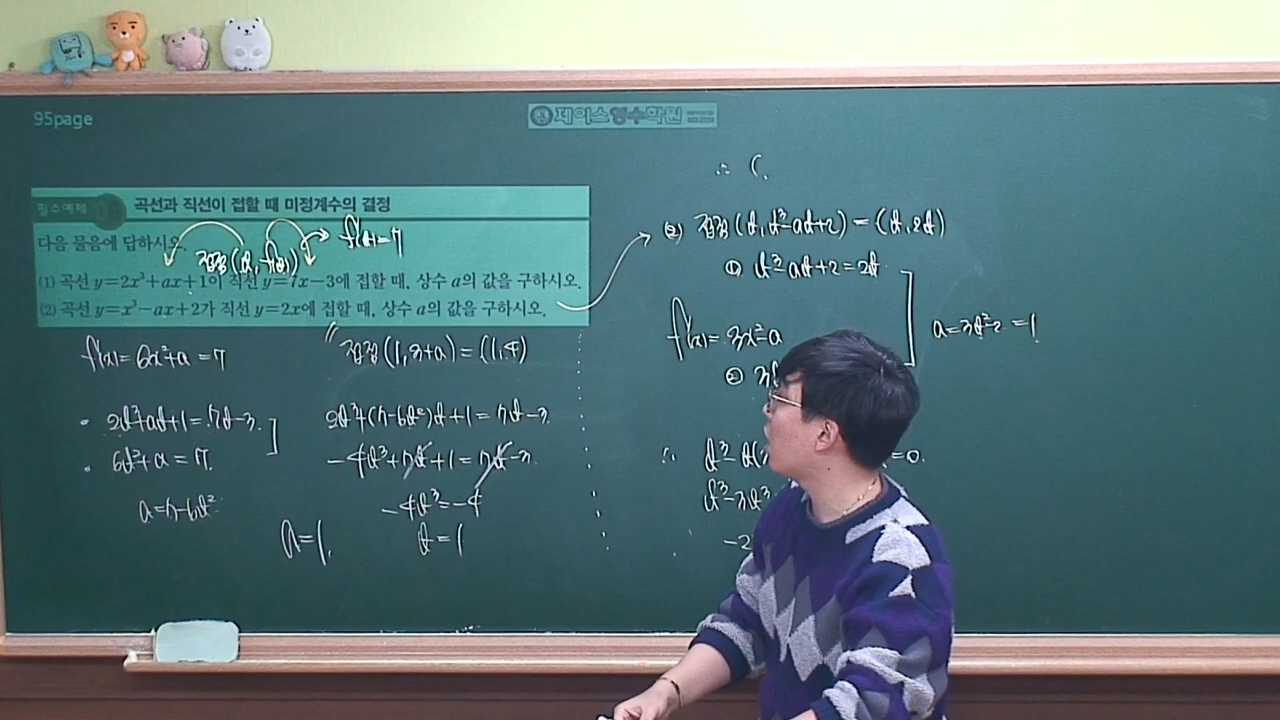 95page
제이스영수학원
∴ (
필수예제
곡선과 직선이 접할 때 미정계수의 결정
다음 물음에 답하시오.
접점(t, f(t))
f'(t)=7
(1) 곡선 y=2x³+ax+1이 직선 y=7x−3에 접할 때, 상수 a의 값을 구하시오.
(2) 곡선 y=x³−ax+2가 직선 y=2x에 접할 때, 상수 a의 값을 구하시오.
f'(x)=6x²+a=7
접점(1,3+a)=(1,4)
2t³+at+1=7t−3
6t²+a=7
a=7−6t²
a=1
2t³+(7−6t²)t+1=7t−3
−4t³+7t+1=7t−3
−4t³=−4
t=1
(2) 접점(t, t³−at+2)=(t, 2t)
① t³−at+2=2t
f'(x)=3x²−a
② 3t
a=3t²−2=1
∴ t³−t(
=0
t³−3t³
−2